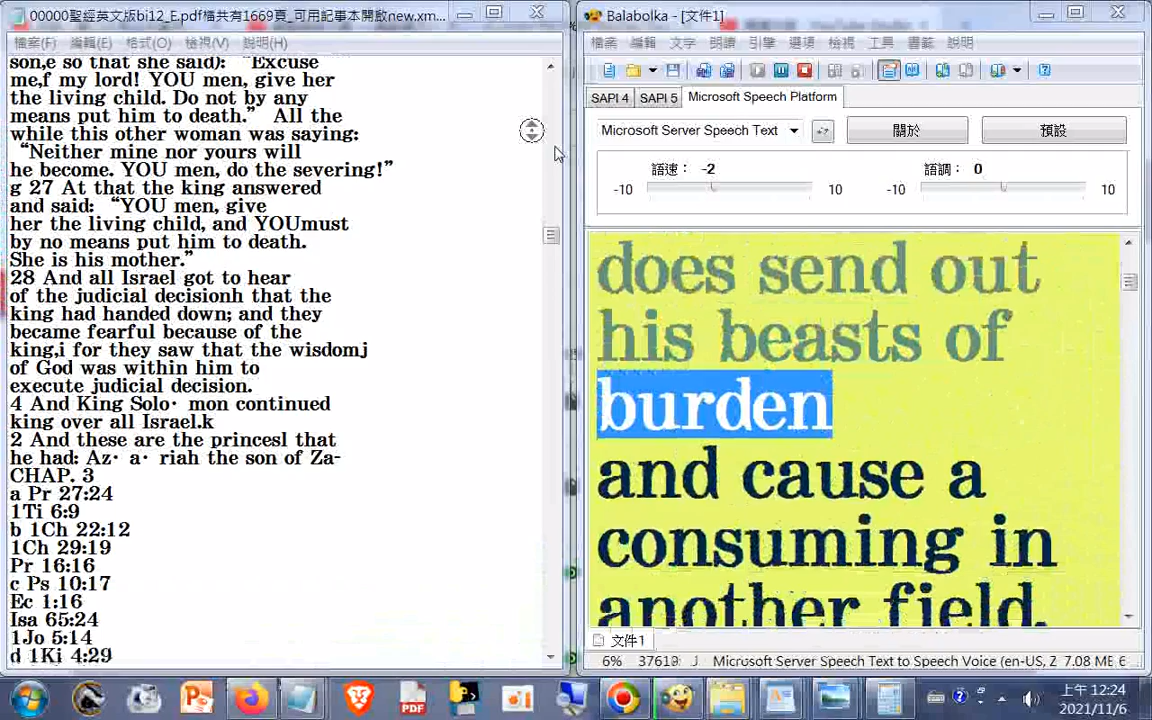 00000聖經英文版bi12_E.pdf檔共有1669頁_可用記事本開啟new.xm...
檔案(F) 編輯(E) 格式(O) 檢視(V) 說明(H)
son,e so that she said): “Excuse
me,f my lord! YOU men, give her
the living child. Do not by any
means put him to death.” All the
while this other woman was saying:
“Neither mine nor yours will
he become. YOU men, do the severing!”
g 27 At that the king answered
and said: “YOU men, give
her the living child, and YOUmust
by no means put him to death.
She is his mother.”
28 And all Israel got to hear
of the judicial decisionh that the
king had handed down; and they
became fearful because of the
king,i for they saw that the wisdomj
of God was within him to
execute judicial decision.
4 And King Solo· mon continued
king over all Israel.k
2 And these are the princesl that
he had: Az· a· riah the son of Za-
CHAP. 3
a Pr 27:24
1Ti 6:9
b 1Ch 22:12
1Ch 29:19
Pr 16:16
c Ps 10:17
Ec 1:16
Isa 65:24
1Jo 5:14
d 1Ki 4:29
Balabolka - [文件1]
檔案 編輯 文字 朗讀 引擎 選項 檢視 工具 書籤 說明
SAPI 4 SAPI 5 Microsoft Speech Platform
Microsoft Server Speech Text 關於 預設
語速： -2 語調： 0
-10 10 -10 10
does send out
his beasts of
burden
and cause a
consuming in
another field.
文件1
6% 37619 Microsoft Server Speech Text to Speech Voice (en-US, Z 7.08 MB 6
PDF
上午 12:24
2021/11/6